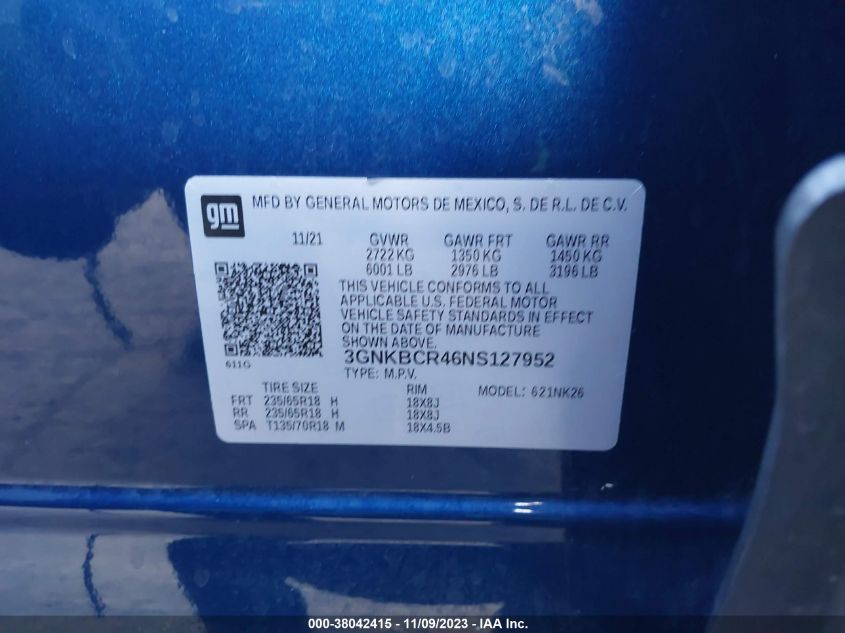 gm
MFD BY GENERAL MOTORS DE MEXICO, S. DE R.L. DE C.V.
11/21 GVWR GAWR FRT GAWR RR
2722 KG 1350 KG 1450 KG
6001 LB 2976 LB 3196 LB
THIS VEHICLE CONFORMS TO ALL
APPLICABLE U.S. FEDERAL MOTOR
VEHICLE SAFETY STANDARDS IN EFFECT
ON THE DATE OF MANUFACTURE
SHOWN ABOVE.
611G
3GNKBCR46NS127952
TYPE: M.P.V.
TIRE SIZE RIM MODEL: 621NK26
FRT 235/65R18 H 18X8J
RR 235/65R18 H 18X8J
SPA T135/70R18 M 18X4.5B
000-38042415 - 11/09/2023 - IAA Inc.